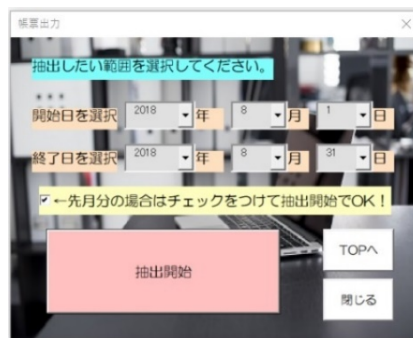 帳票出力
抽出したい範囲を選択してください。
開始日を選択 2018 年 8 月 1 日
終了日を選択 2018 年 8 月 31 日
←先月分の場合はチェックをつけて抽出開始でOK!
抽出開始
TOPへ
閉じる